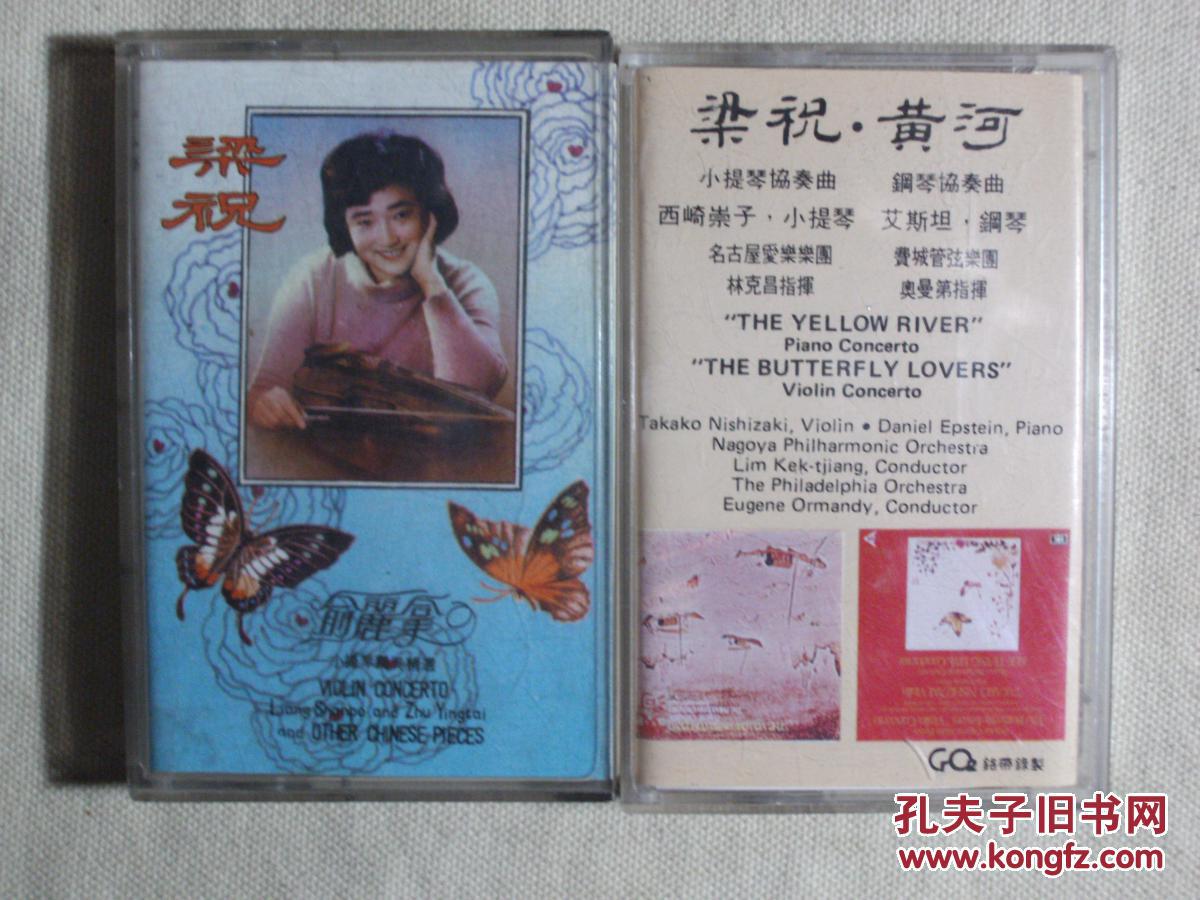 梁
祝
俞麗拿
VIOLIN CONCERTO
Liang Shanbo and Zhu Yingtai
and OTHER CHINESE PIECES
梁祝·黄河
小提琴協奏曲 鋼琴協奏曲
西崎崇子，小提琴 艾斯坦，鋼琴
名古屋愛樂樂團 費城管弦樂團
林克昌指揮 奧曼第指揮
"THE YELLOW RIVER"
Piano Concerto
"THE BUTTERFLY LOVERS"
Violin Concerto
Takako Nishizaki, Violin • Daniel Epstein, Piano
Nagoya Philharmonic Orchestra
Lim Kek-tjiang, Conductor
The Philadelphia Orchestra
Eugene Ormandy, Conductor
鉻帶錄製
孔夫子旧书网
www.kongfz.com